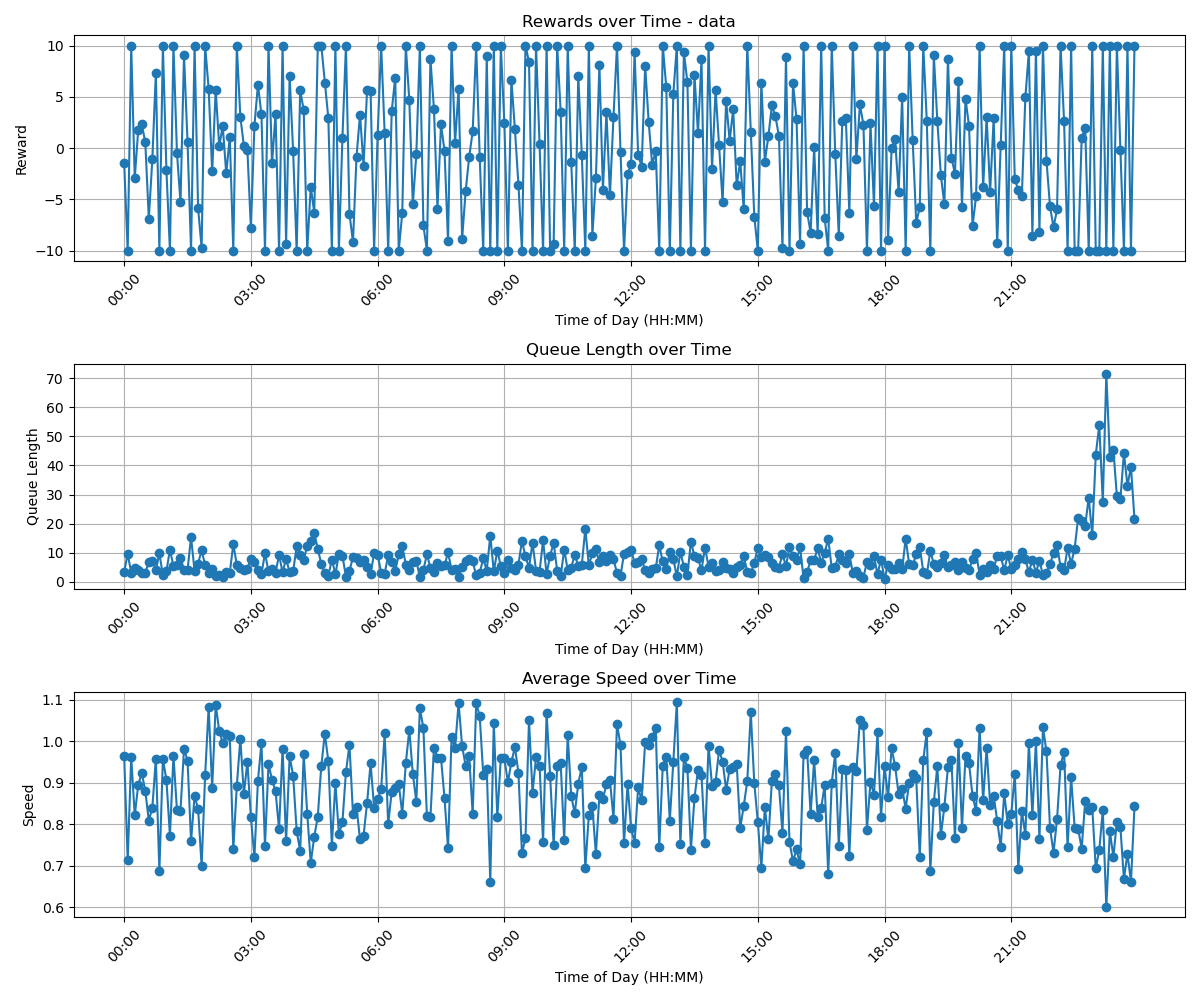 Rewards over Time - data
10
5
0
−5
−10
Reward
00:00 03:00 06:00 09:00 12:00 15:00 18:00 21:00
Time of Day (HH:MM)
Queue Length over Time
70
60
50
40
30
20
10
0
Queue Length
00:00 03:00 06:00 09:00 12:00 15:00 18:00 21:00
Time of Day (HH:MM)
Average Speed over Time
1.1
1.0
0.9
0.8
0.7
0.6
Speed
00:00 03:00 06:00 09:00 12:00 15:00 18:00 21:00
Time of Day (HH:MM)